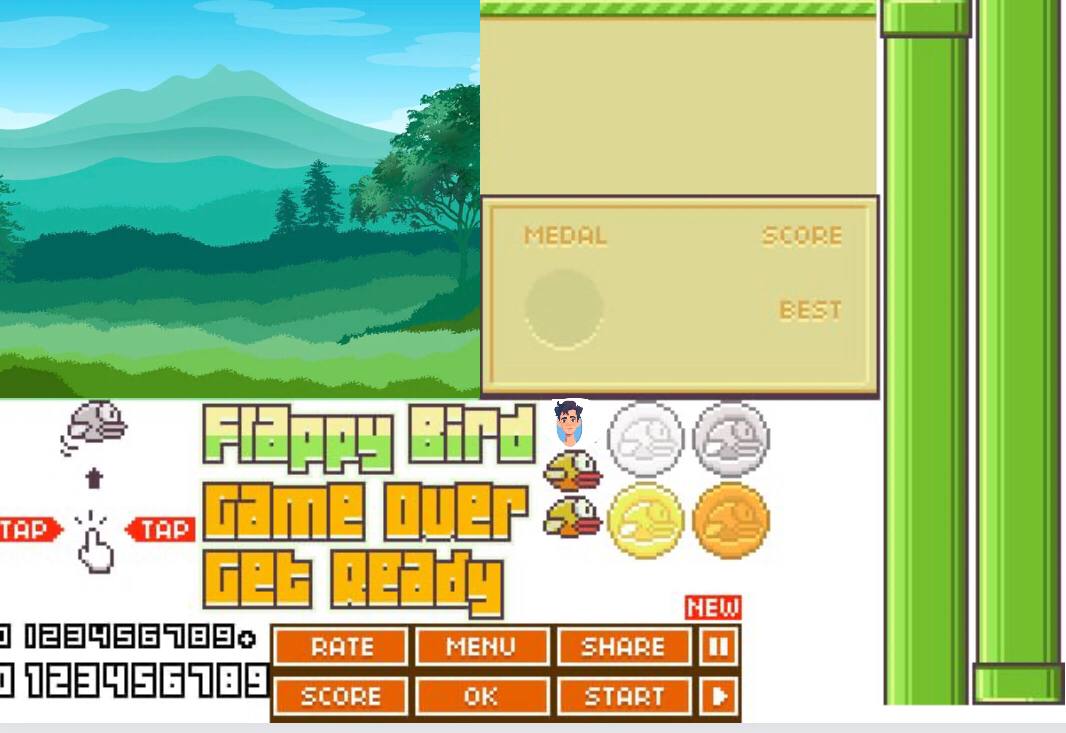 MEDAL SCORE
BEST
Flappy Bird
TAP TAP
Game Over
Get Ready
NEW
0 123456789
RATE MENU SHARE
0 123456789
SCORE OK START